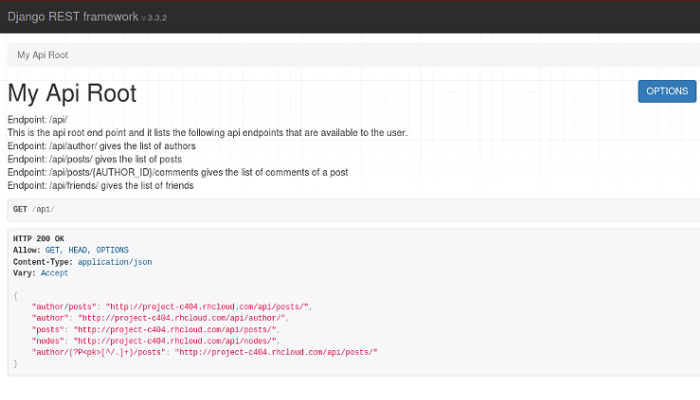 Django REST framework v 3.3.2
My Api Root
My Api Root
OPTIONS
Endpoint: /api/
This is the api root end point and it lists the following api endpoints that are available to the user.
Endpoint: /api/author/ gives the list of authors
Endpoint: /api/posts/ gives the list of posts
Endpoint: /api/posts/{AUTHOR_ID}/comments gives the list of comments of a post
Endpoint: /api/friends/ gives the list of friends
GET /api/
HTTP 200 OK
Allow: GET, HEAD, OPTIONS
Content-Type: application/json
Vary: Accept
{
"author/posts": "http://project-c404.rhcloud.com/api/posts/",
"author": "http://project-c404.rhcloud.com/api/author/",
"posts": "http://project-c404.rhcloud.com/api/posts/",
"nodes": "http://project-c404.rhcloud.com/api/nodes/",
"author/(?P<pk>[^/.]+)/posts": "http://project-c404.rhcloud.com/api/posts/"
}